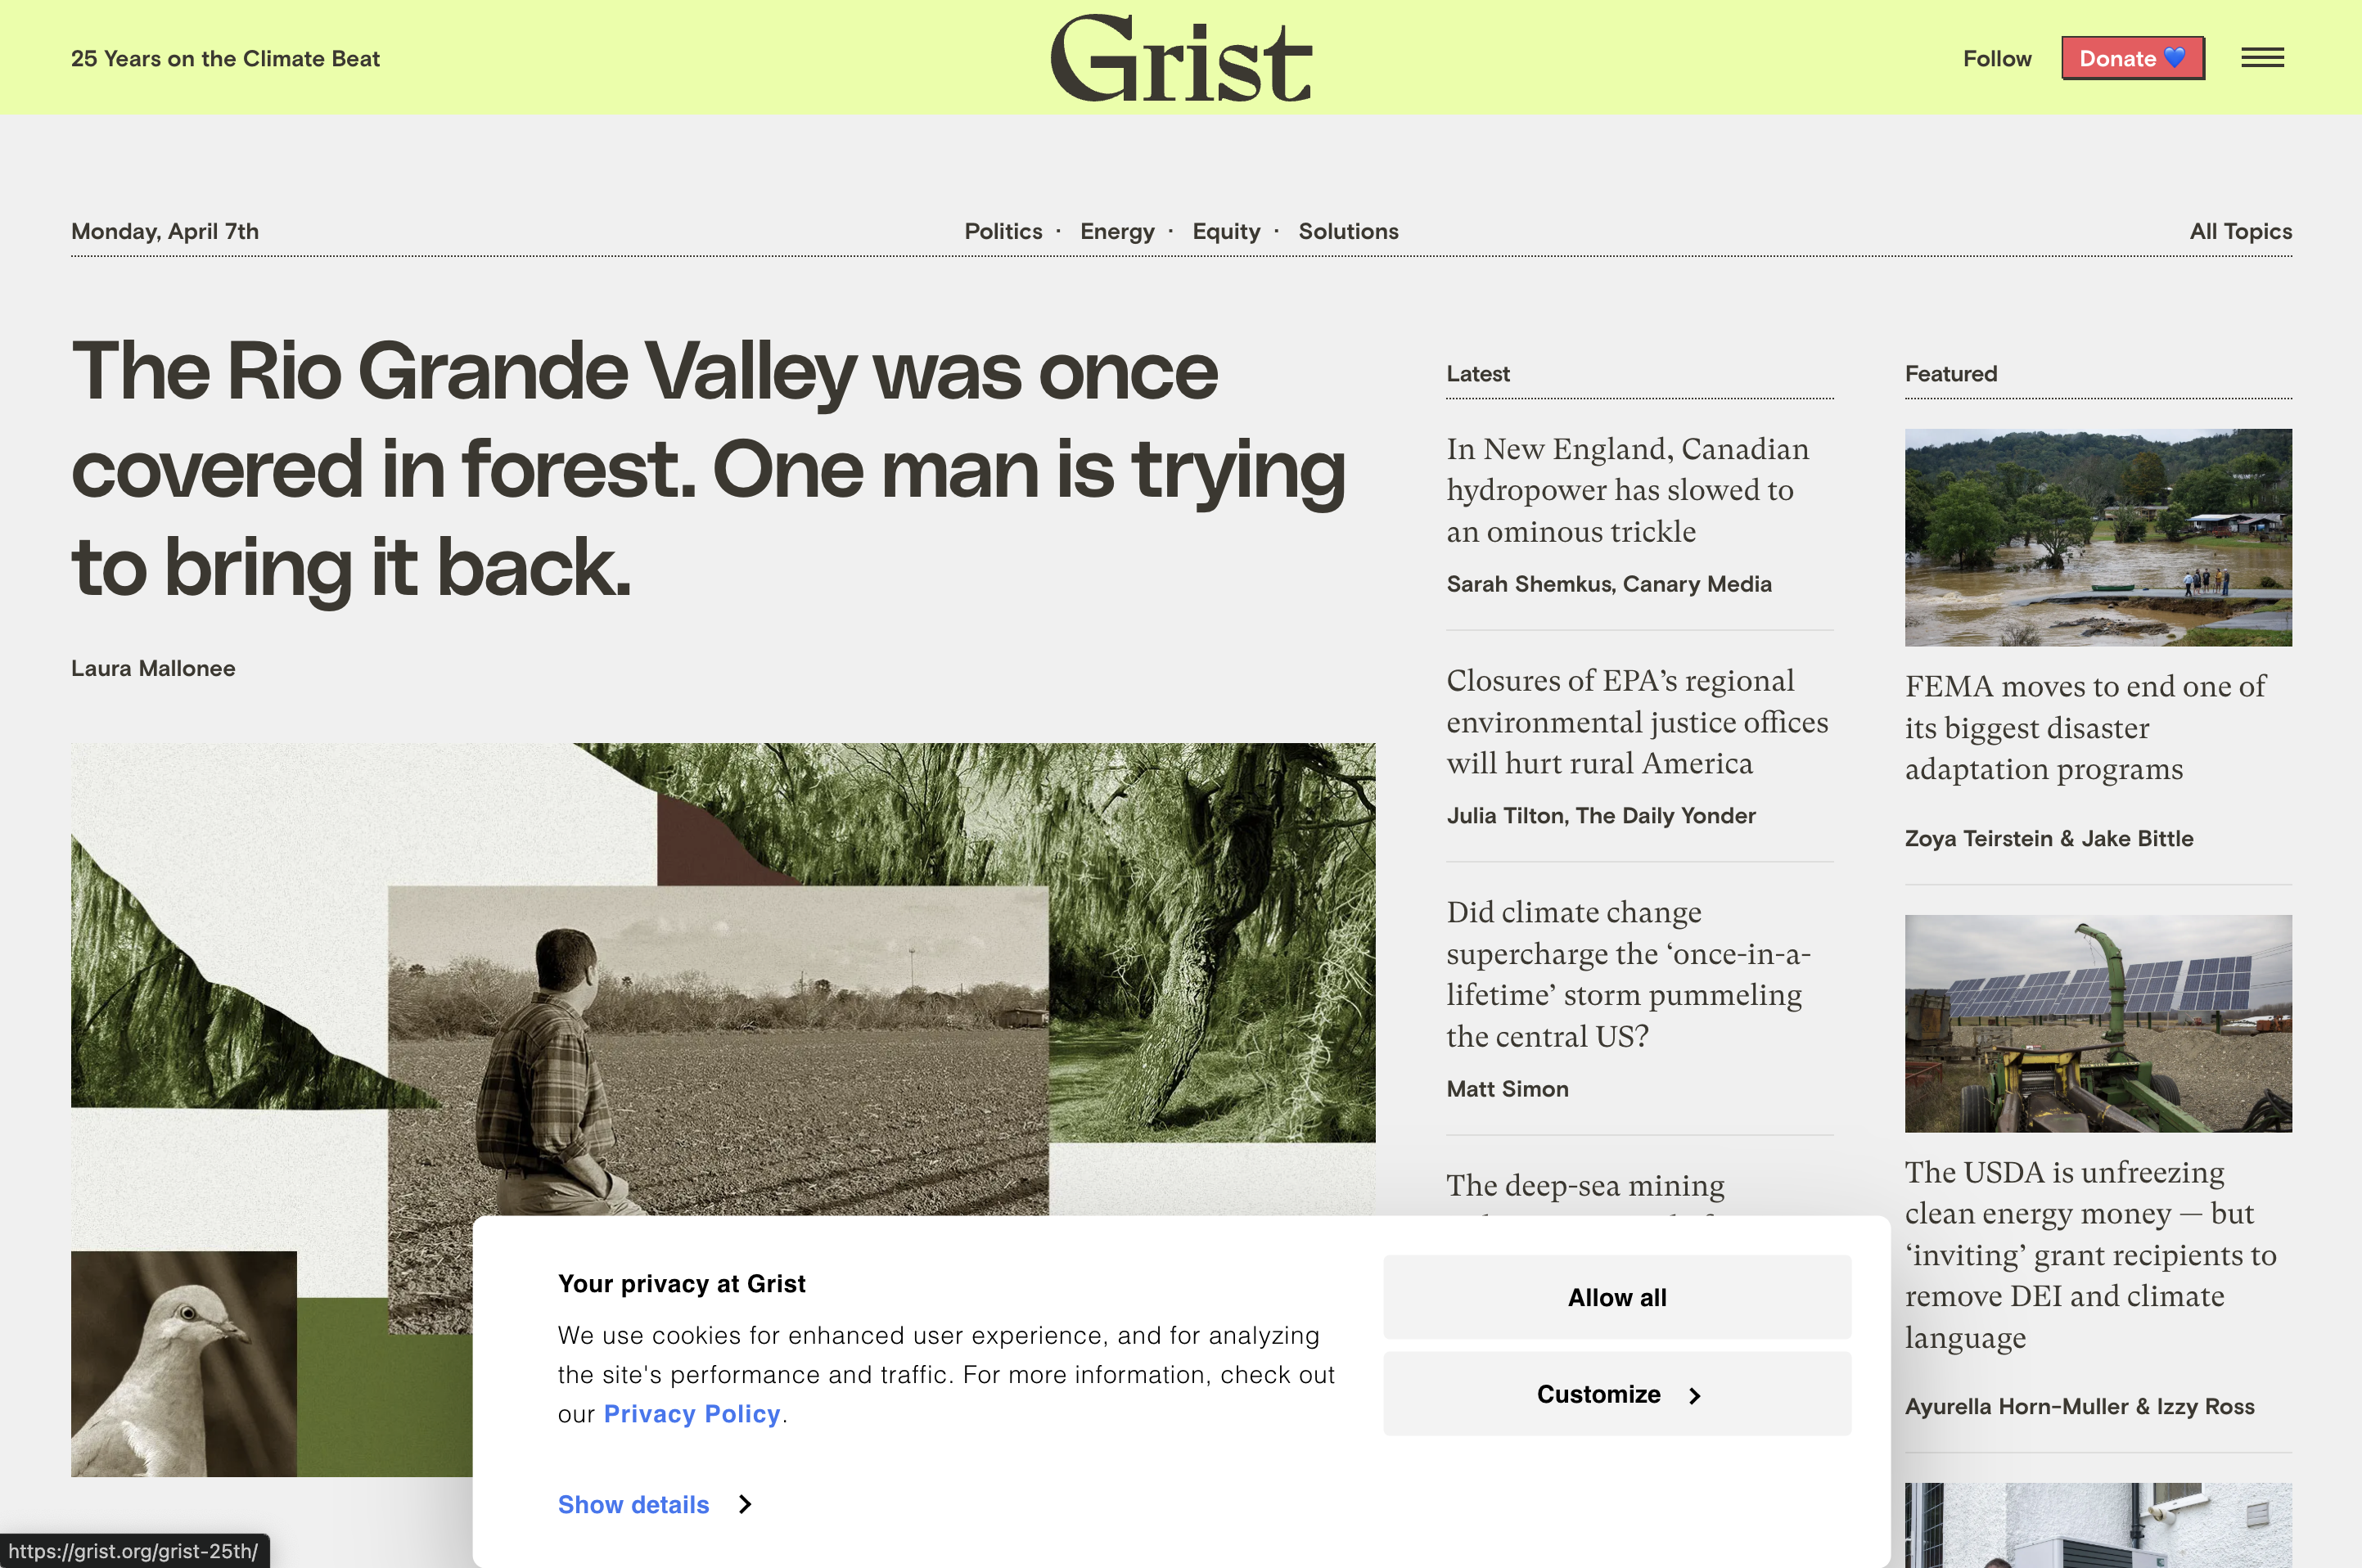 25 Years on the Climate Beat
Grist
Follow
Donate 💙
Monday, April 7th
Politics · Energy · Equity · Solutions
All Topics
The Rio Grande Valley was once
covered in forest. One man is trying
to bring it back.
Laura Mallonee
Latest
In New England, Canadian
hydropower has slowed to
an ominous trickle
Sarah Shemkus, Canary Media
Closures of EPA’s regional
environmental justice offices
will hurt rural America
Julia Tilton, The Daily Yonder
Did climate change
supercharge the ‘once-in-a-
lifetime’ storm pummeling
the central US?
Matt Simon
The deep-sea mining
Featured
FEMA moves to end one of
its biggest disaster
adaptation programs
Zoya Teirstein & Jake Bittle
The USDA is unfreezing
clean energy money — but
‘inviting’ grant recipients to
remove DEI and climate
language
Ayurella Horn-Muller & Izzy Ross
Your privacy at Grist
We use cookies for enhanced user experience, and for analyzing
the site's performance and traffic. For more information, check out
our Privacy Policy.
Show details
Allow all
Customize
https://grist.org/grist-25th/